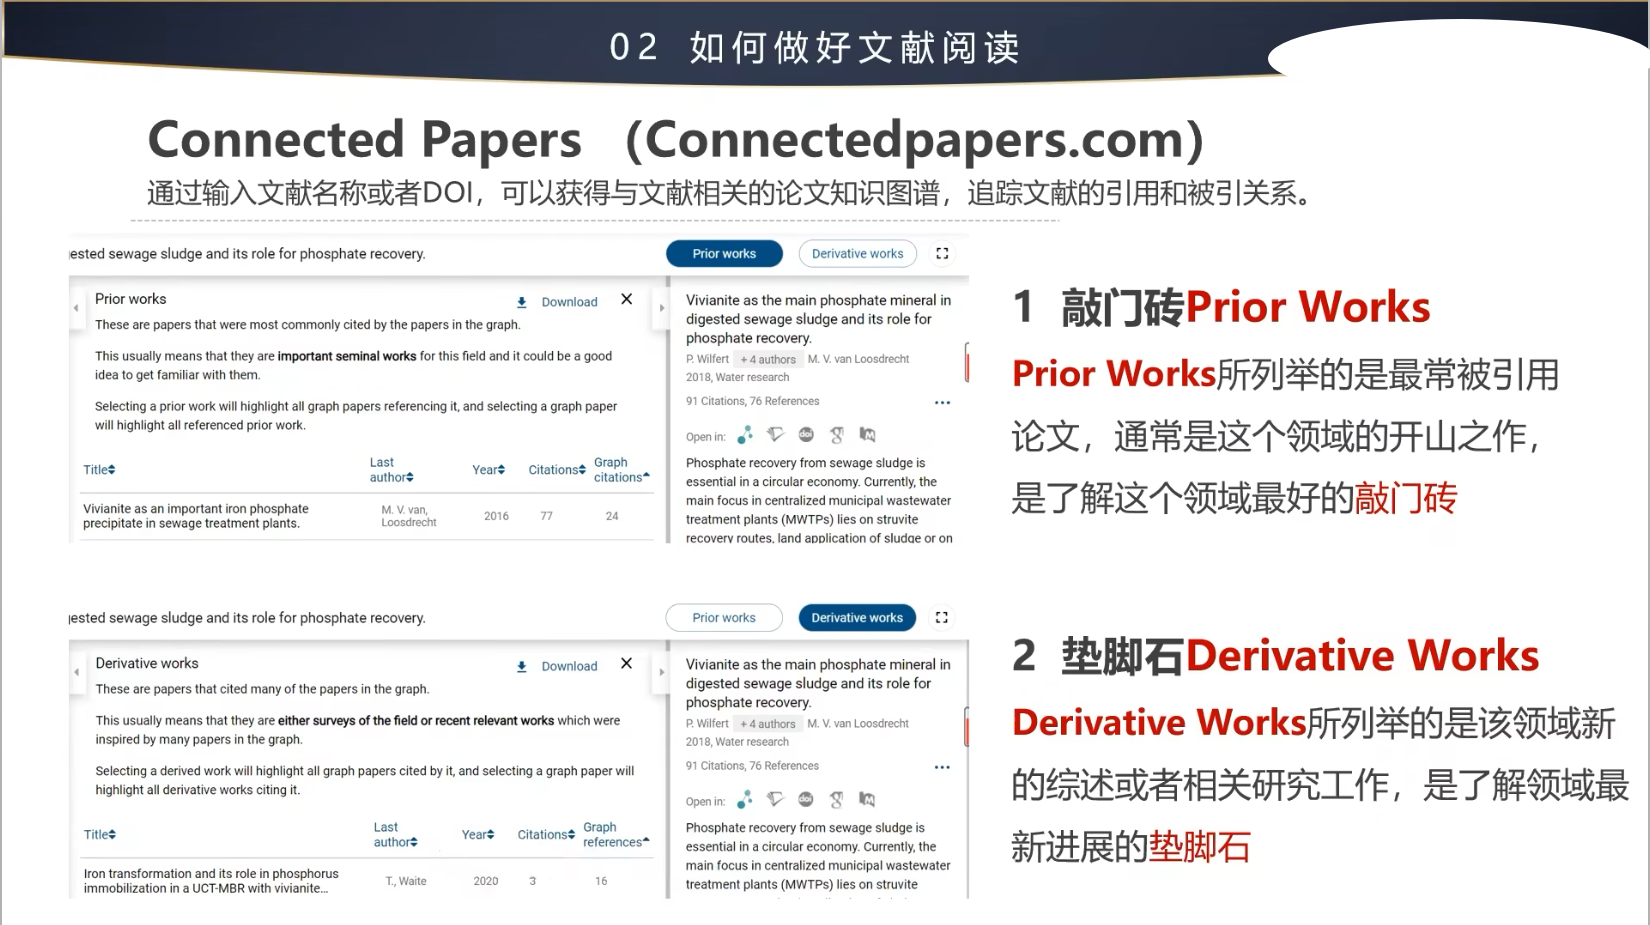 02 如何做好文献阅读
Connected Papers （Connectedpapers.com）
通过输入文献名称或者DOI，可以获得与文献相关的论文知识图谱，追踪文献的引用和被引关系。
gested sewage sludge and its role for phosphate recovery.
Prior works
Derivative works
Prior works
Download
These are papers that were most commonly cited by the papers in the graph.
This usually means that they are important seminal works for this field and it could be a good
idea to get familiar with them.
Selecting a prior work will highlight all graph papers referencing it, and selecting a graph paper
will highlight all referenced prior work.
Title
Last
author
Year
Citations
Graph
citations
Vivianite as an important iron phosphate
precipitate in sewage treatment plants.
M. V. van,
Loosdrecht
2016
77
24
Vivianite as the main phosphate mineral in
digested sewage sludge and its role for
phosphate recovery.
P. Wilfert + 4 authors M. V. van Loosdrecht
2018, Water research
91 Citations, 76 References
Open in:
doi
Phosphate recovery from sewage sludge is
essential in a circular economy. Currently, the
main focus in centralized municipal wastewater
treatment plants (MWTPs) lies on struvite
recovery routes, land application of sludge or on
1 敲门砖Prior Works
Prior Works所列举的是最常被引用
论文，通常是这个领域的开山之作，
是了解这个领域最好的敲门砖
gested sewage sludge and its role for phosphate recovery.
Prior works
Derivative works
Derivative works
Download
These are papers that cited many of the papers in the graph.
This usually means that they are either surveys of the field or recent relevant works which were
inspired by many papers in the graph.
Selecting a derived work will highlight all graph papers cited by it, and selecting a graph paper will
highlight all derivative works citing it.
Title
Last
author
Year
Citations
Graph
references
Iron transformation and its role in phosphorus
immobilization in a UCT-MBR with vivianite...
T., Waite
2020
3
16
Vivianite as the main phosphate mineral in
digested sewage sludge and its role for
phosphate recovery.
P. Wilfert + 4 authors M. V. van Loosdrecht
2018, Water research
91 Citations, 76 References
Open in:
doi
Phosphate recovery from sewage sludge is
essential in a circular economy. Currently, the
main focus in centralized municipal wastewater
treatment plants (MWTPs) lies on struvite
2 垫脚石Derivative Works
Derivative Works所列举的是该领域新
的综述或者相关研究工作，是了解领域最
新进展的垫脚石